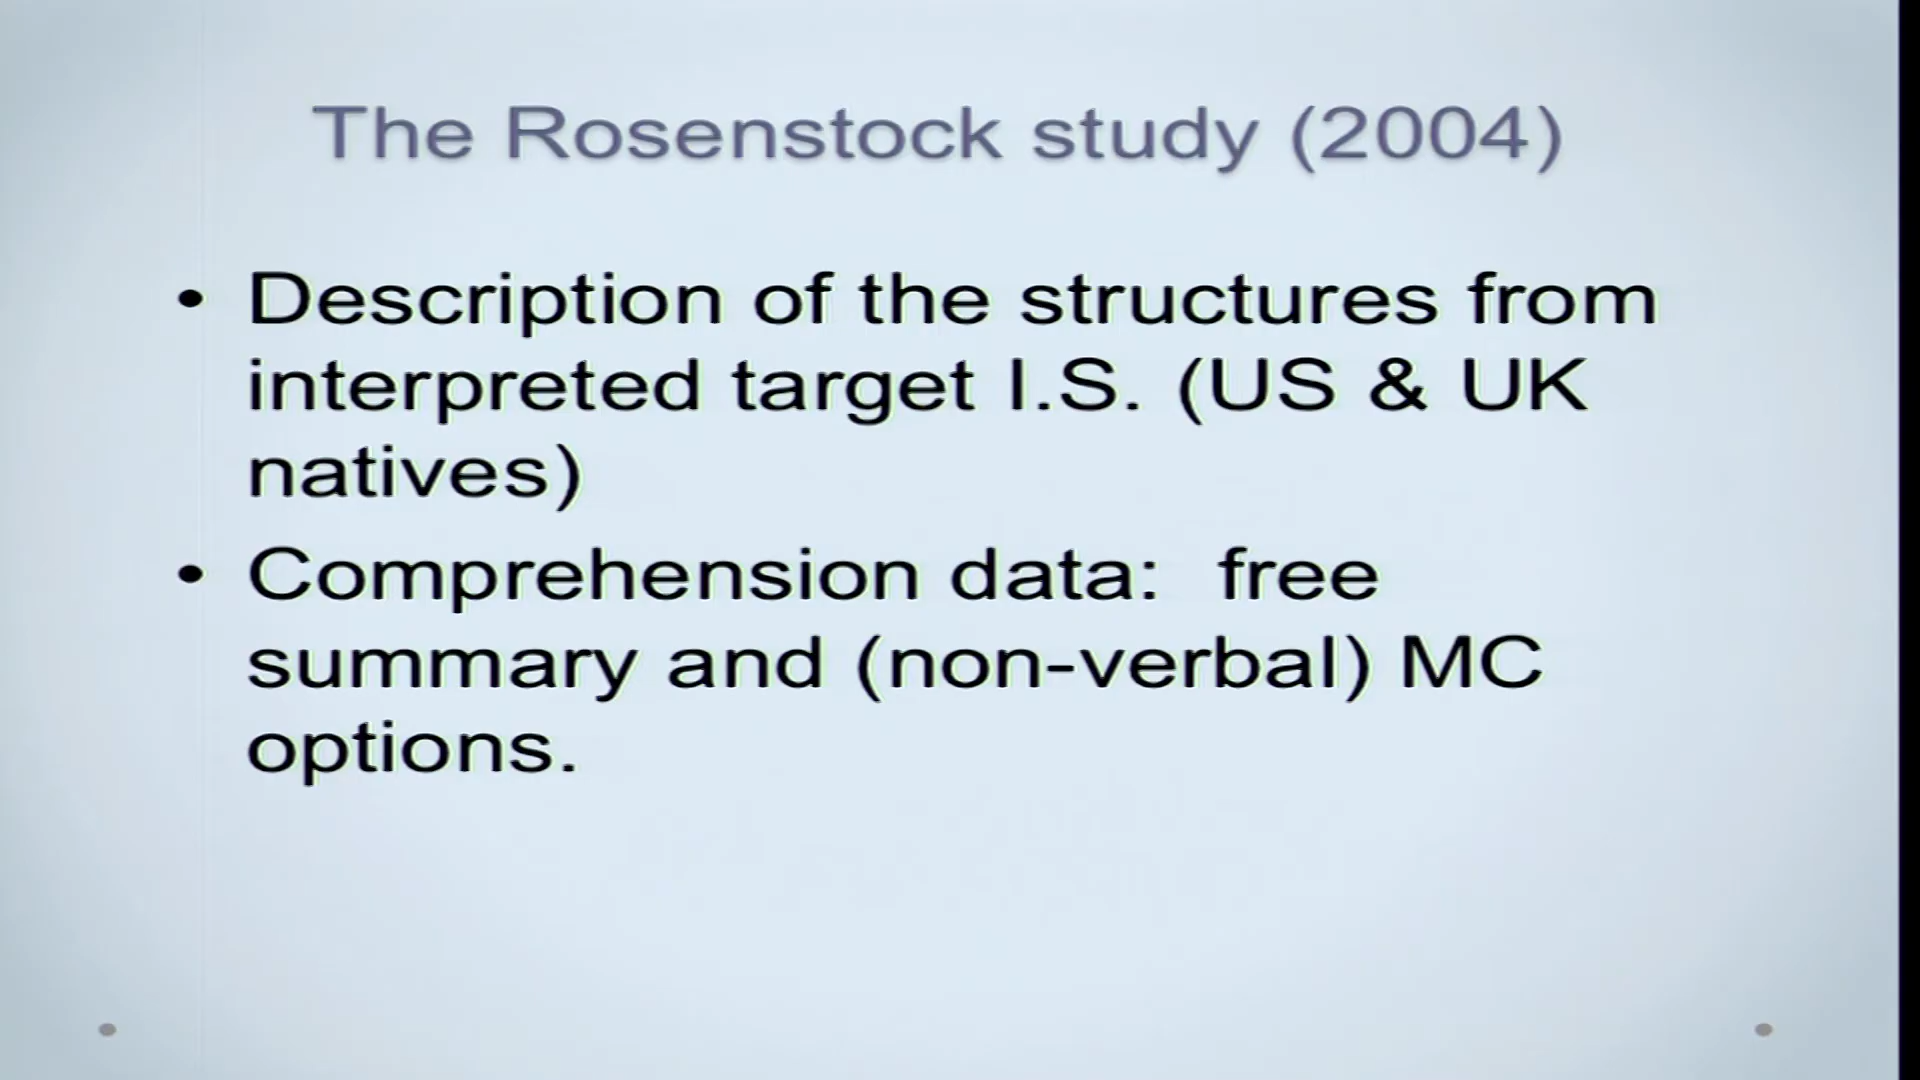 The Rosenstock study (2004)
• Description of the structures from
interpreted target I.S. (US & UK
natives)
• Comprehension data:  free
summary and (non-verbal) MC
options.